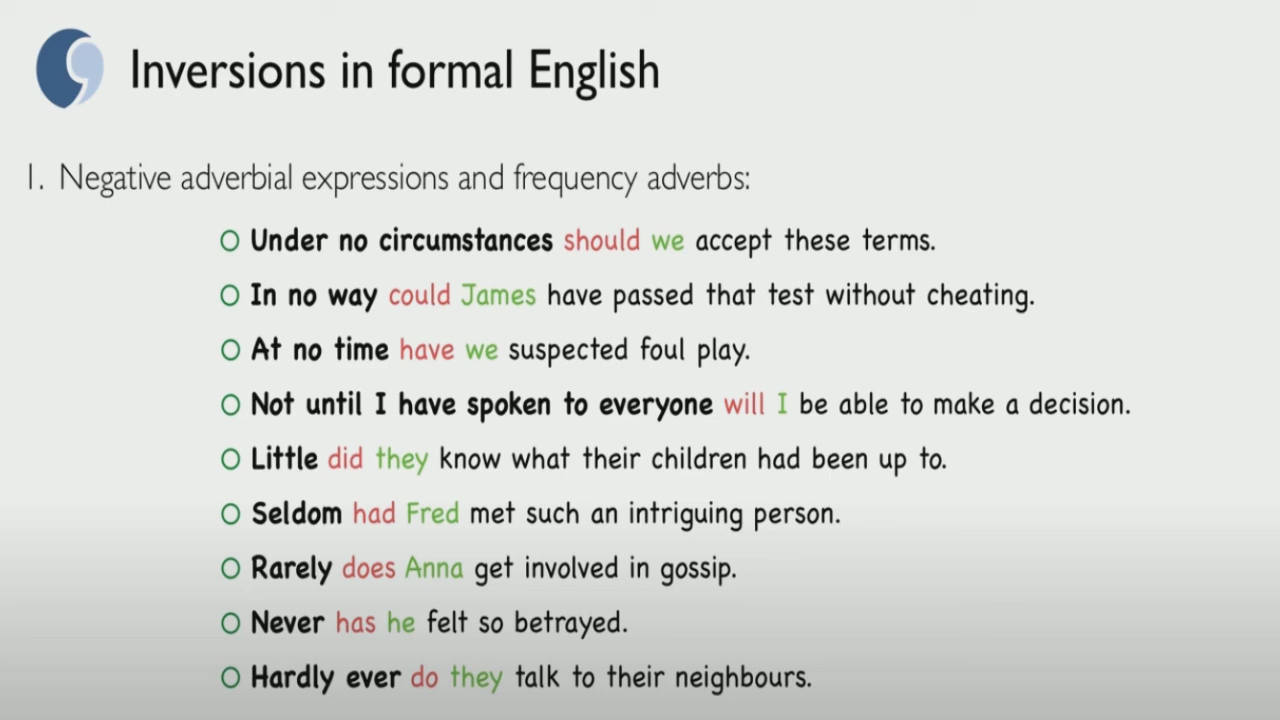 Inversions in formal English
1. Negative adverbial expressions and frequency adverbs:
Under no circumstances should we accept these terms.
In no way could James have passed that test without cheating.
At no time have we suspected foul play.
Not until I have spoken to everyone will I be able to make a decision.
Little did they know what their children had been up to.
Seldom had Fred met such an intriguing person.
Rarely does Anna get involved in gossip.
Never has he felt so betrayed.
Hardly ever do they talk to their neighbours.